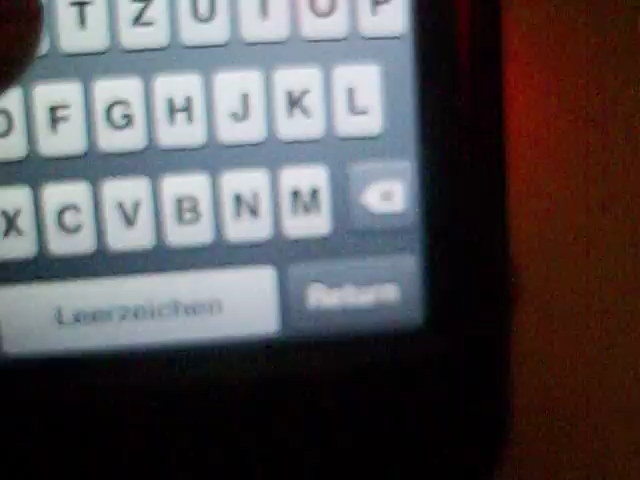 T Z U I O P
D F G H J K L
X C V B N M
Leerzeichen Return